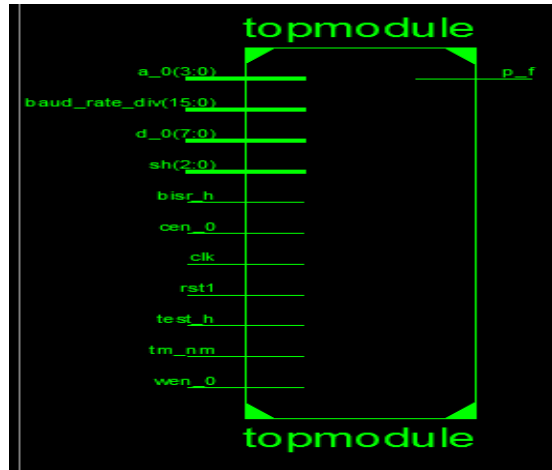 topmodule
a_0(3:0)
p_f
baud_rate_div(15:0)
d_0(7:0)
sh(2:0)
bisr_h
cen_0
clk
rst1
test_h
tm_nm
wen_0
topmodule